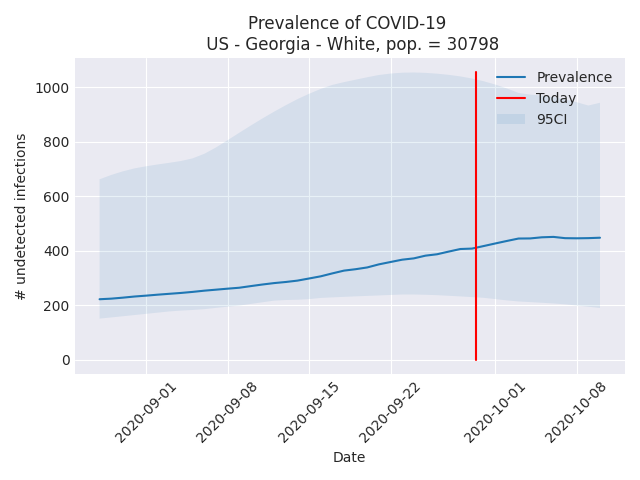 Prevalence of COVID-19
US - Georgia - White, pop. = 30798
Prevalence
Today
95CI
# undetected infections
1000
800
600
400
200
0
2020-09-01
2020-09-08
2020-09-15
2020-09-22
2020-10-01
2020-10-08
Date